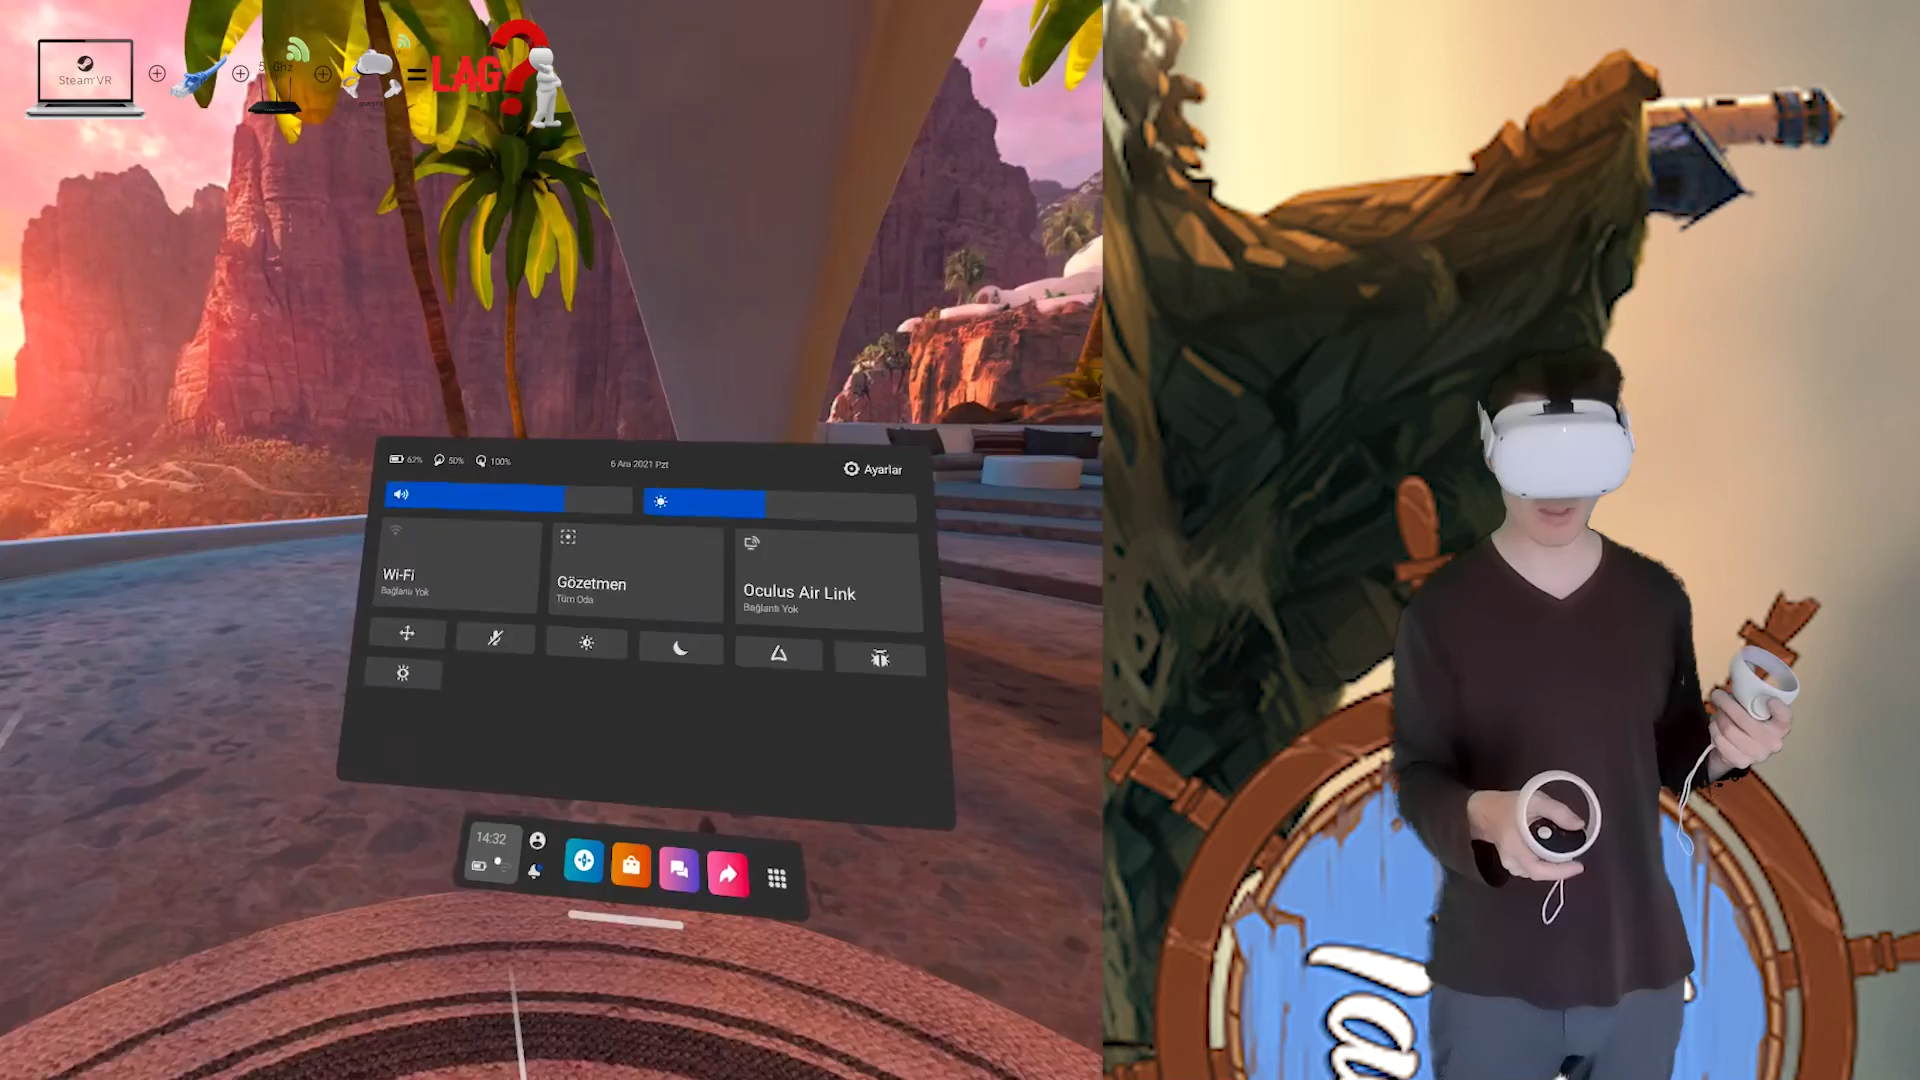 Steam VR
5 Ghz
=LAG?
62%
50%
100%
6 Ara 2021 Pzt
Ayarlar
Wi-Fi
Bağlantı Yok
Gözetmen
Tüm Oda
Oculus Air Link
Bağlantı Yok
14:32